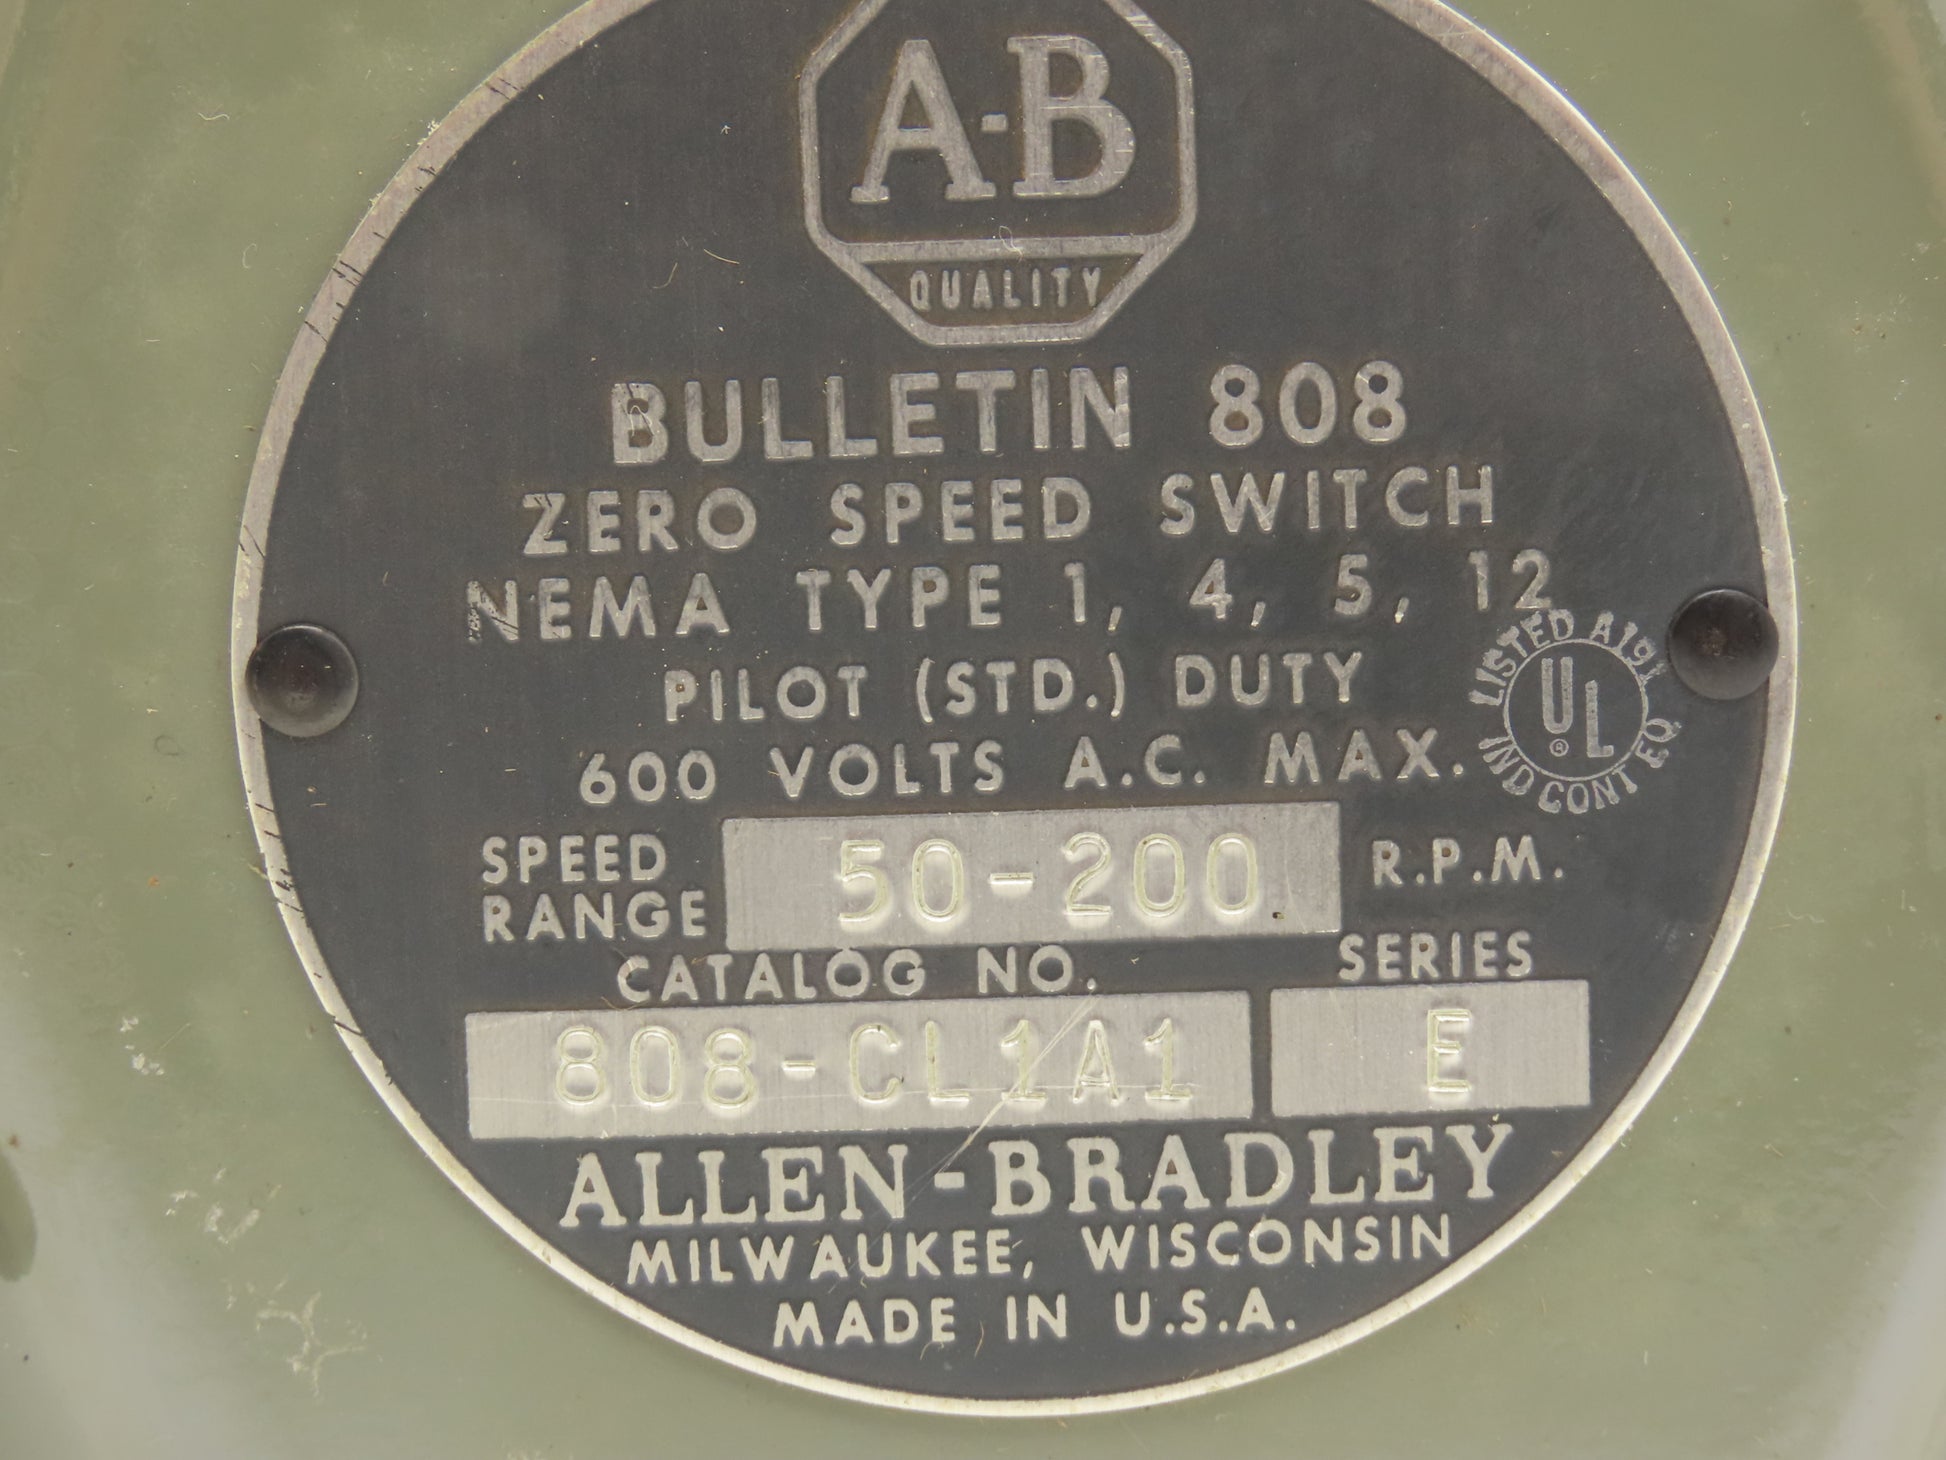 A-B
QUALITY
BULLETIN 808
ZERO SPEED SWITCH
NEMA TYPE 1, 4, 5, 12
PILOT (STD.) DUTY
600 VOLTS A.C. MAX.
LISTED A191
UL
®
IND CONT EQ
SPEED RANGE 50-200 R.P.M.
CATALOG NO. SERIES
808-CL1A1 E
ALLEN-BRADLEY
MILWAUKEE, WISCONSIN
MADE IN U.S.A.